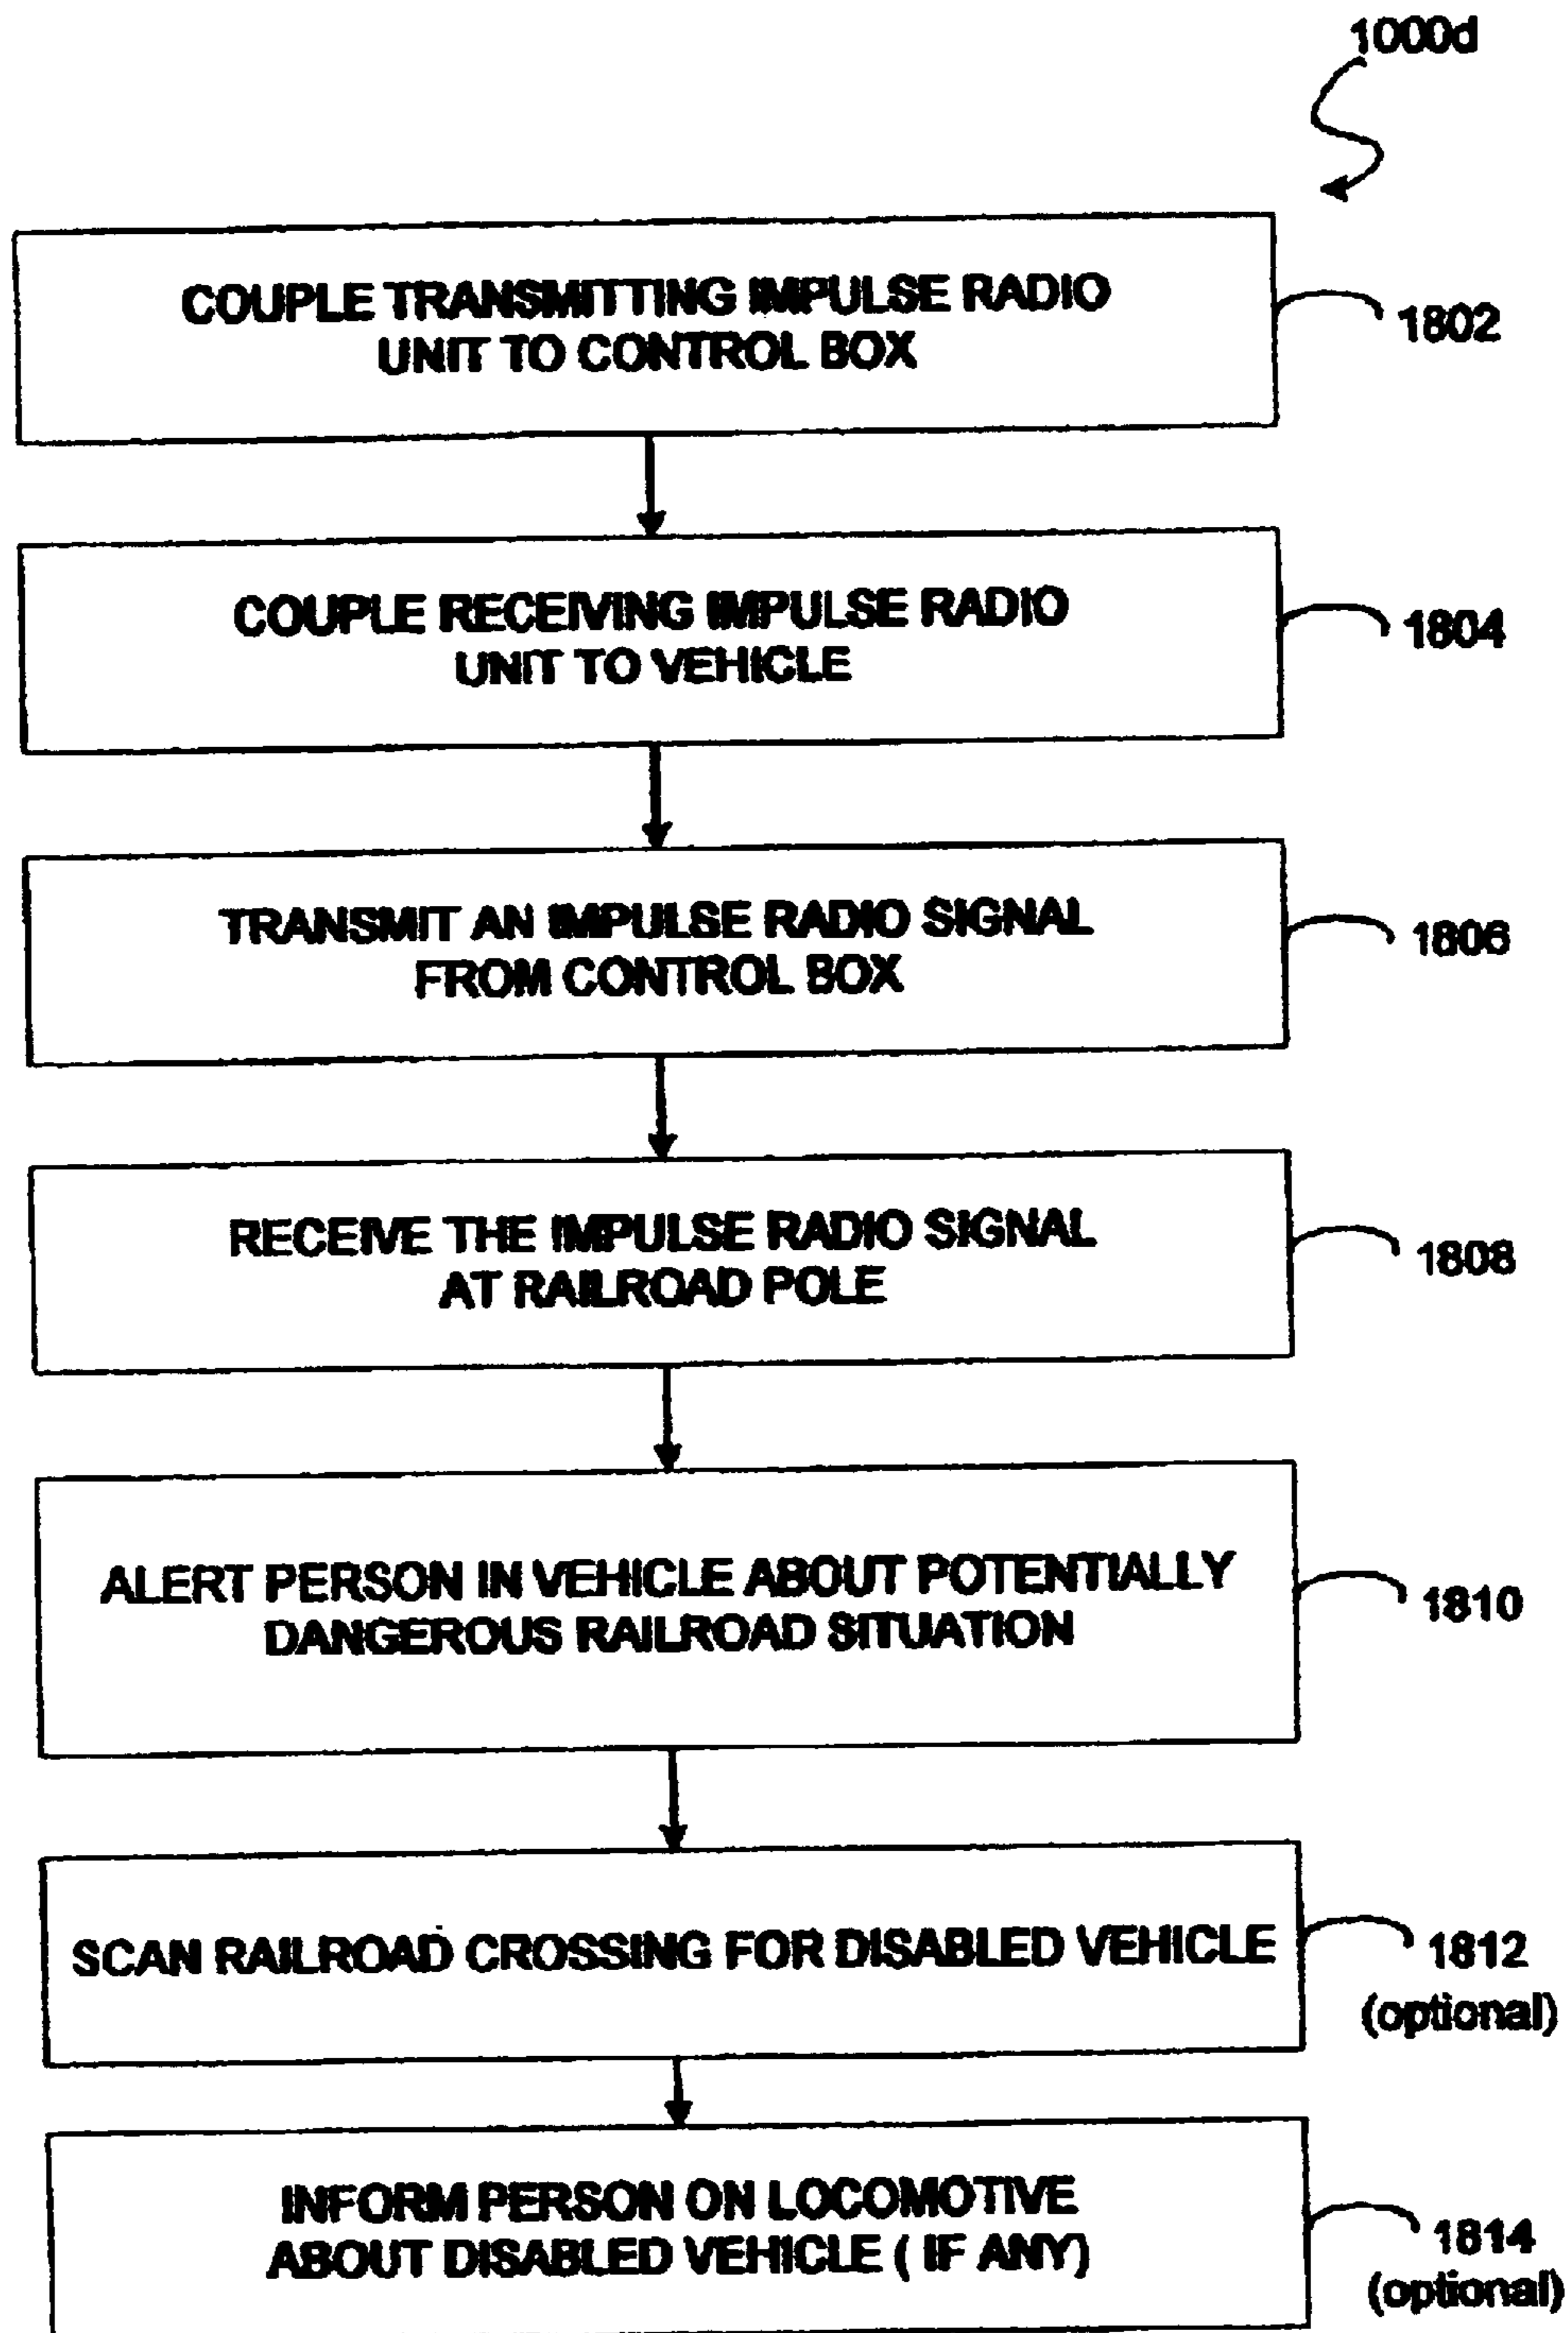 1000d
COUPLE TRANSMITTING IMPULSE RADIO
UNIT TO CONTROL BOX
1802
COUPLE RECEIVING IMPULSE RADIO
UNIT TO VEHICLE
1804
TRANSMIT AN IMPULSE RADIO SIGNAL
FROM CONTROL BOX
1806
RECEIVE THE IMPULSE RADIO SIGNAL
AT RAILROAD POLE
1808
ALERT PERSON IN VEHICLE ABOUT POTENTIALLY
DANGEROUS RAILROAD SITUATION
1810
SCAN RAILROAD CROSSING FOR DISABLED VEHICLE
1812
(optional)
INFORM PERSON ON LOCOMOTIVE
ABOUT DISABLED VEHICLE ( IF ANY)
1814
(optional)